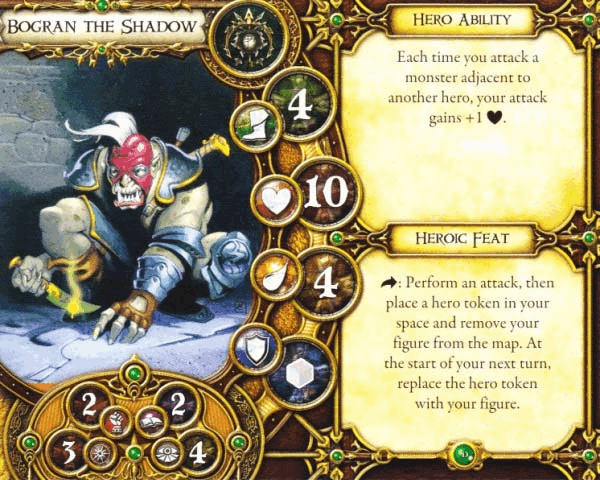 BOGRAN THE SHADOW
4
10
4
2
2
3
4
HERO ABILITY
Each time you attack a
monster adjacent to
another hero, your attack
gains +1 ♥.
HEROIC FEAT
: Perform an attack, then
place a hero token in your
space and remove your
figure from the map. At
the start of your next turn,
replace the hero token
with your figure.